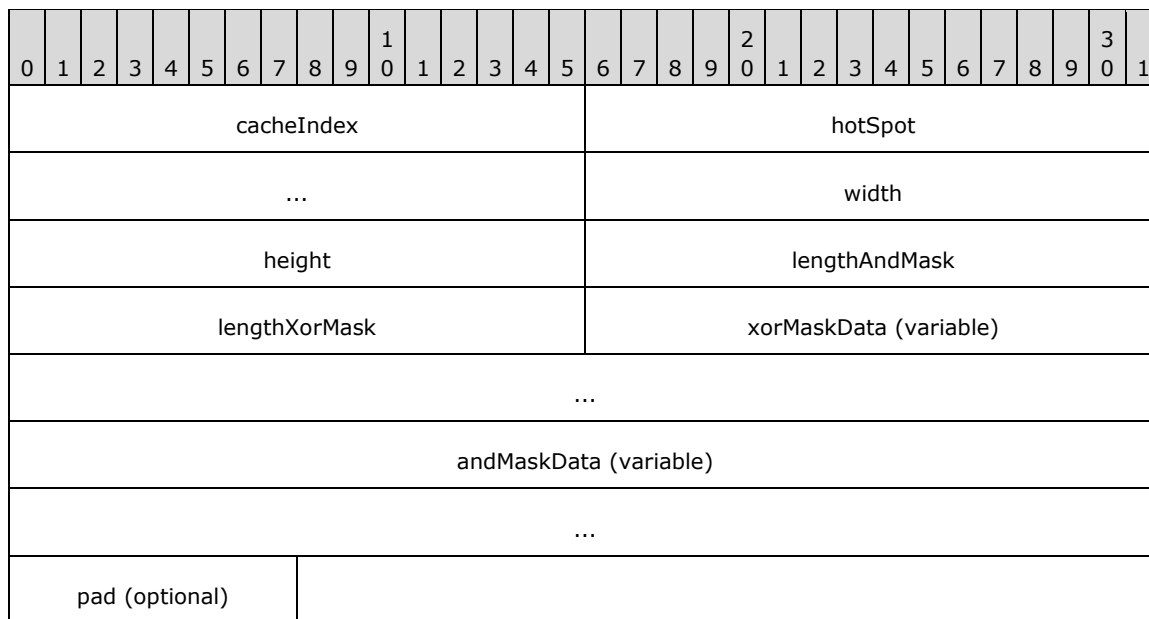 1 2 3
0 1 2 3 4 5 6 7 8 9 0 1 2 3 4 5 6 7 8 9 0 1 2 3 4 5 6 7 8 9 0 1
cacheIndex hotSpot
... width
height lengthAndMask
lengthXorMask xorMaskData (variable)
...
andMaskData (variable)
...
pad (optional)